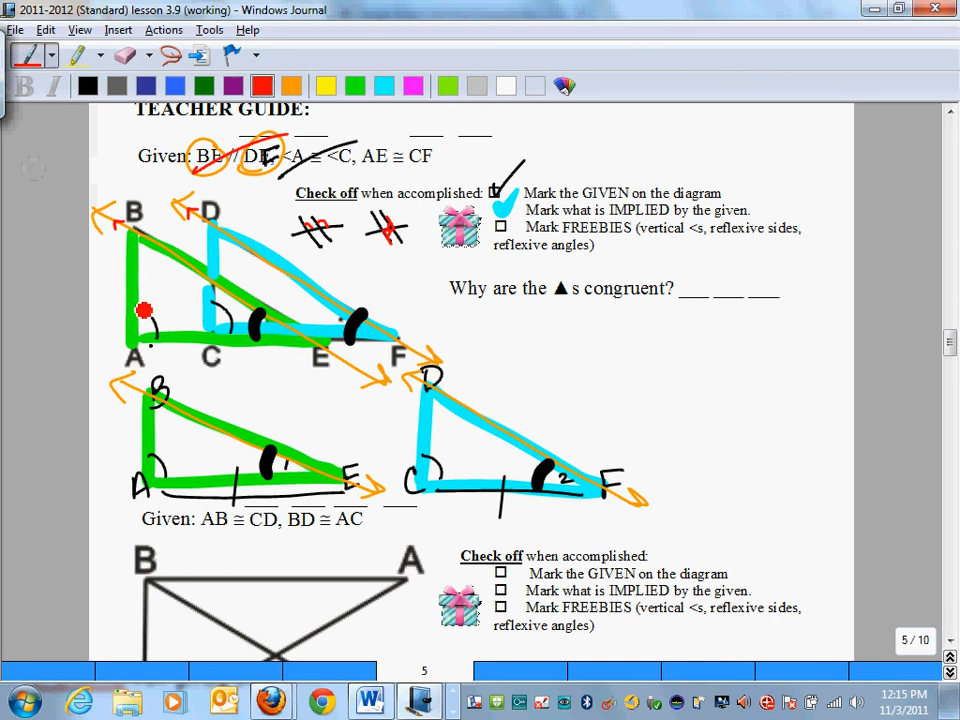 2011-2012 (Standard) lesson 3.9 (working) - Windows Journal
File Edit View Insert Actions Tools Help
B I
TEACHER GUIDE:
Given: BE // DF, <A ≅ <C, AE ≅ CF
Check off when accomplished: Mark the GIVEN on the diagram
Mark what is IMPLIED by the given.
Mark FREEBIES (vertical <s, reflexive sides,
reflexive angles)
B D
Why are the ▲s congruent? ___ ___ ___
A C E F
B D
A 1 E C 2 F
Given: AB ≅ CD, BD ≅ AC
B A
Check off when accomplished:
Mark the GIVEN on the diagram
Mark what is IMPLIED by the given.
Mark FREEBIES (vertical <s, reflexive sides,
reflexive angles)
5 / 10
5
12:15 PM
11/3/2011